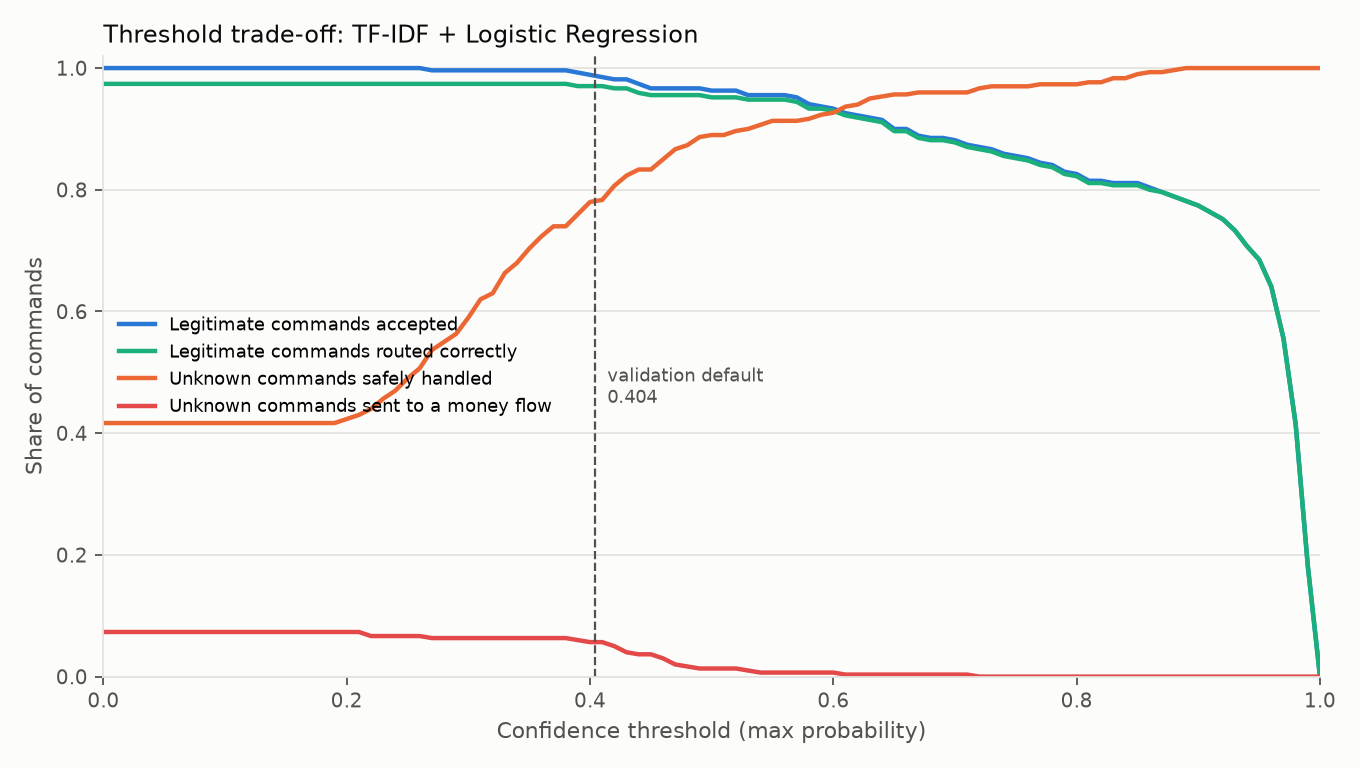 Threshold trade-off: TF-IDF + Logistic Regression
Share of commands
1.0
0.8
0.6
0.4
0.2
0.0
Legitimate commands accepted
Legitimate commands routed correctly
Unknown commands safely handled
Unknown commands sent to a money flow
validation default
0.404
0.0
0.2
0.4
0.6
0.8
1.0
Confidence threshold (max probability)